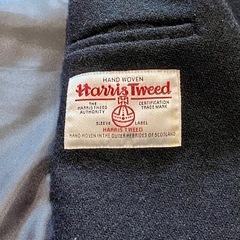 HAND WOVEN
Harris Tweed
THE HARRIS TWEED AUTHORITY
CERTIFICATION TRADE MARK
SLEEVE LABEL
HARRIS TWEED
HAND WOVEN IN THE OUTER HEBRIDES OF SCOTLAND